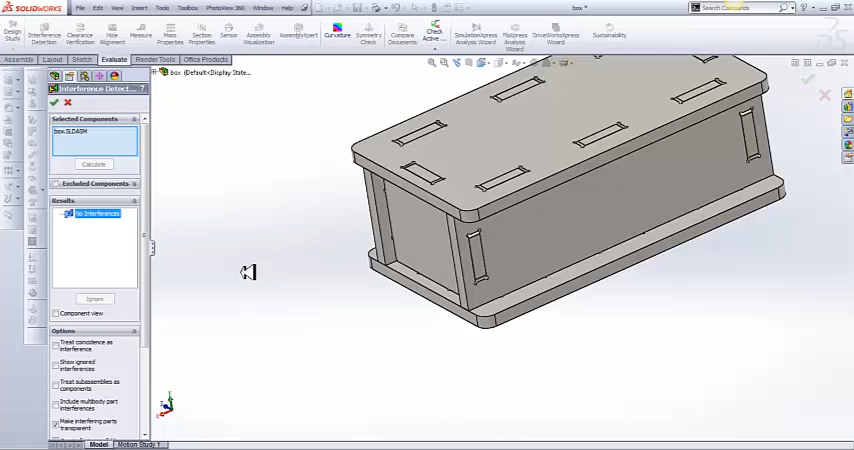 SOLIDWORKS File Edit View Insert Tools Toolbox PhotoView 360 Window Help box * Search Commands
Design Study Interference Detection Clearance Verification Hole Alignment Measure Mass Properties Section Properties Sensor Assembly Visualization AssemblyXpert Curvature Symmetry Check Compare Documents Check Active ... SimulationXpress Analysis Wizard FloXpress Analysis Wizard DriveWorksXpress Wizard Sustainability
Assembly Layout Sketch Evaluate Render Tools Office Products
box (Default<Display State...
Interference Detect... ?
Selected Components
box.SLDASM
Calculate
Excluded Components
Results
No Interferences
Ignore
Component view
Options
Treat coincidence as interference
Show ignored interferences
Treat subassemblies as components
Include multibody part interferences
Make interfering parts transparent
Model Motion Study 1